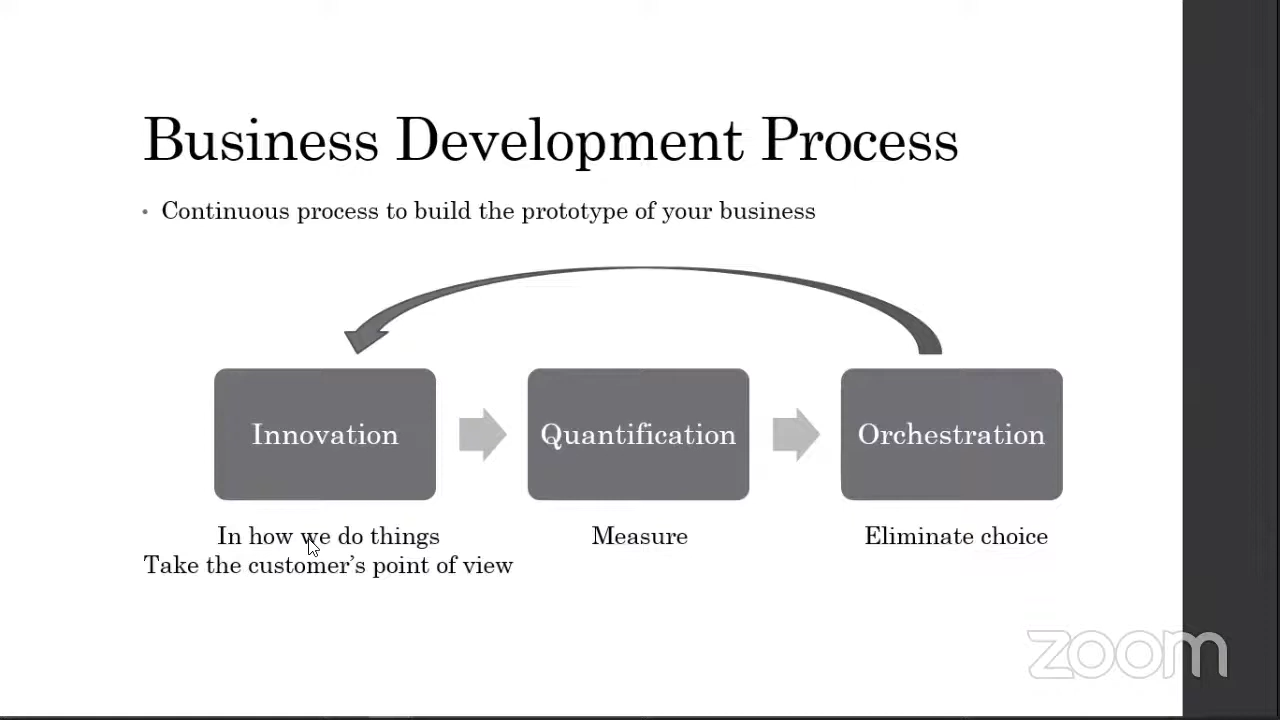 Business Development Process
• Continuous process to build the prototype of your business
Innovation
Quantification
Orchestration
In how we do things
Take the customer's point of view
Measure
Eliminate choice
zoom